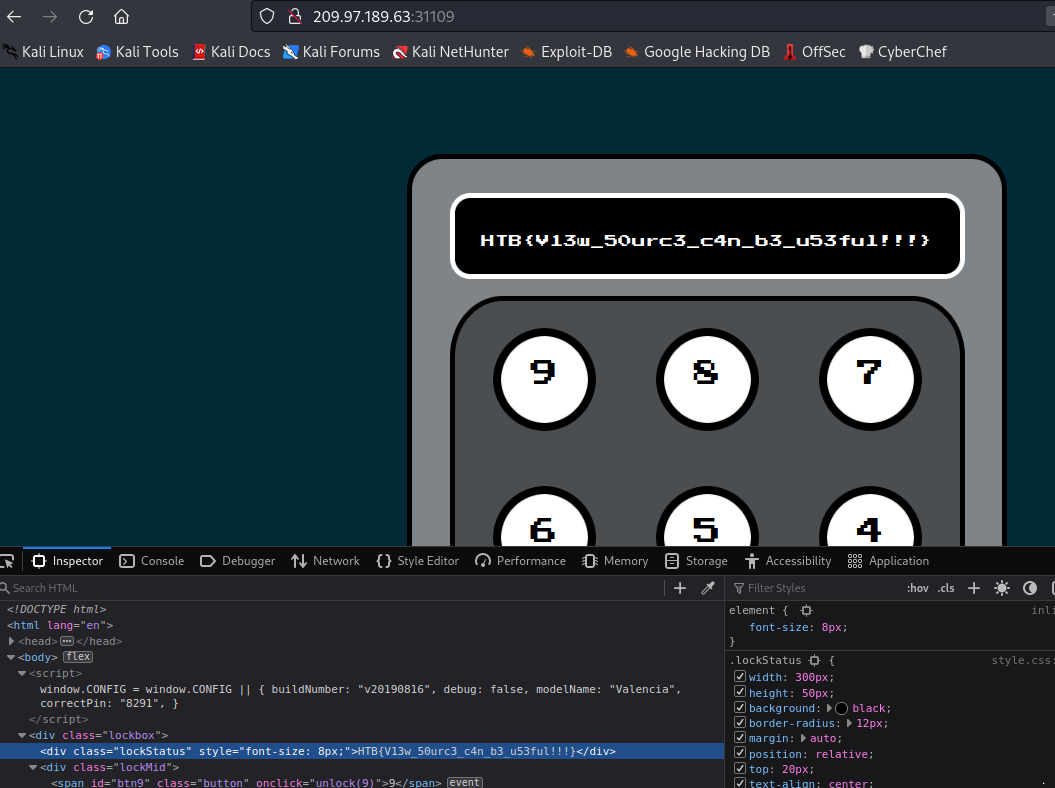 209.97.189.63:31109
Kali Linux Kali Tools Kali Docs Kali Forums Kali NetHunter Exploit-DB Google Hacking DB OffSec CyberChef
HTB{V13w_50urc3_c4n_b3_u53ful!!!}
9 8 7
6 5 4
Inspector Console Debugger Network Style Editor Performance Memory Storage Accessibility Application
Search HTML
Filter Styles :hov .cls
<!DOCTYPE html>
<html lang="en">
<head>
</head>
<body> flex
<script>
window.CONFIG = window.CONFIG || { buildNumber: "v20190816", debug: false, modelName: "Valencia",
correctPin: "8291", }
</script>
<div class="lockbox">
<div class="lockStatus" style="font-size: 8px;">HTB{V13w_50urc3_c4n_b3_u53ful!!!}</div>
<div class="lockMid">
<span id="btn9" class="button" onclick="unlock(9)">9</span> event
element {
font-size: 8px;
}
.lockStatus {
style.css:
width: 300px;
height: 50px;
background: black;
border-radius: 12px;
margin: auto;
position: relative;
top: 20px;
text-align: center;